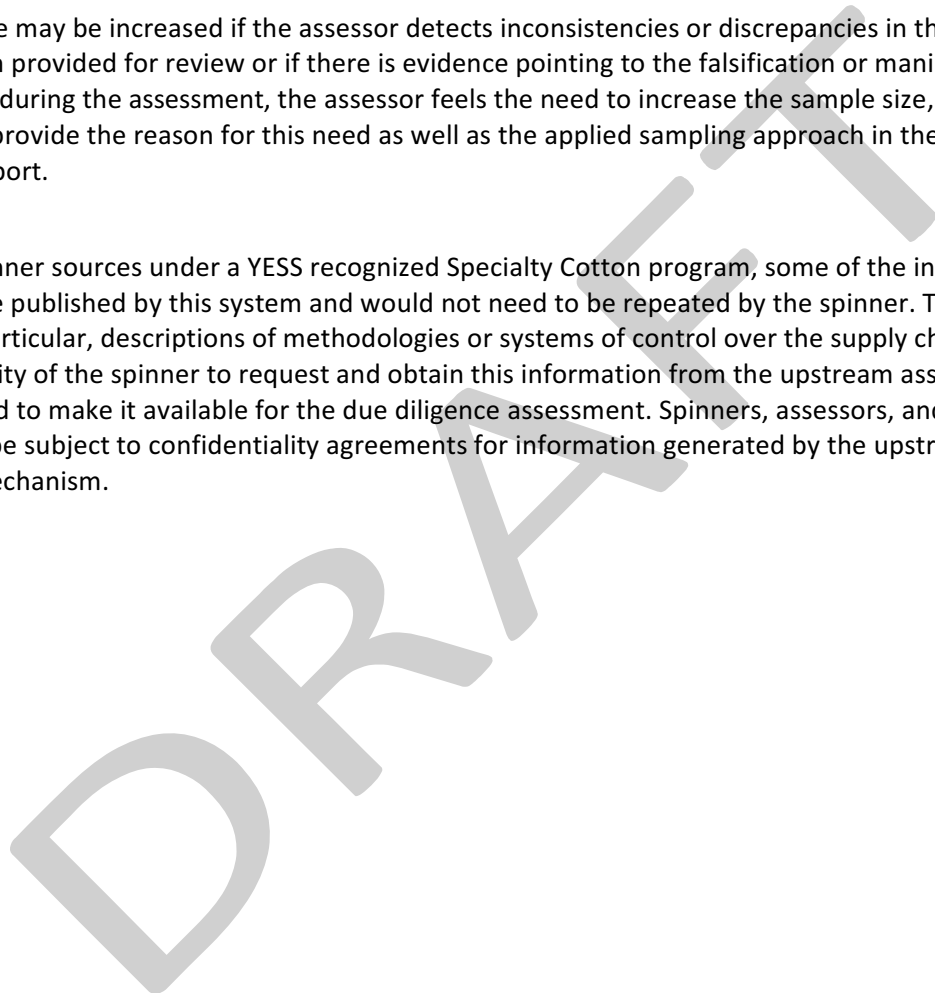 e may be increased if the assessor detects inconsistencies or discrepancies in th
n provided for review or if there is evidence pointing to the falsification or mani
during the assessment, the assessor feels the need to increase the sample size,
provide the reason for this need as well as the applied sampling approach in the
port.
nner sources under a YESS recognized Specialty Cotton program, some of the in
e published by this system and would not need to be repeated by the spinner. T
articular, descriptions of methodologies or systems of control over the supply ch
ity of the spinner to request and obtain this information from the upstream ass
d to make it available for the due diligence assessment. Spinners, assessors, and
be subject to confidentiality agreements for information generated by the upstr
echanism.
DRAFT